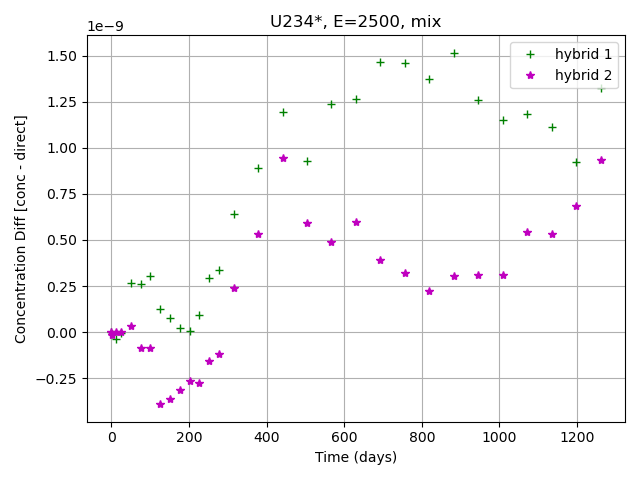 U234*, E=2500, mix
1e−9
hybrid 1
hybrid 2
1.50
1.25
1.00
0.75
0.50
0.25
0.00
−0.25
Concentration Diff [conc - direct]
0 200 400 600 800 1000 1200
Time (days)